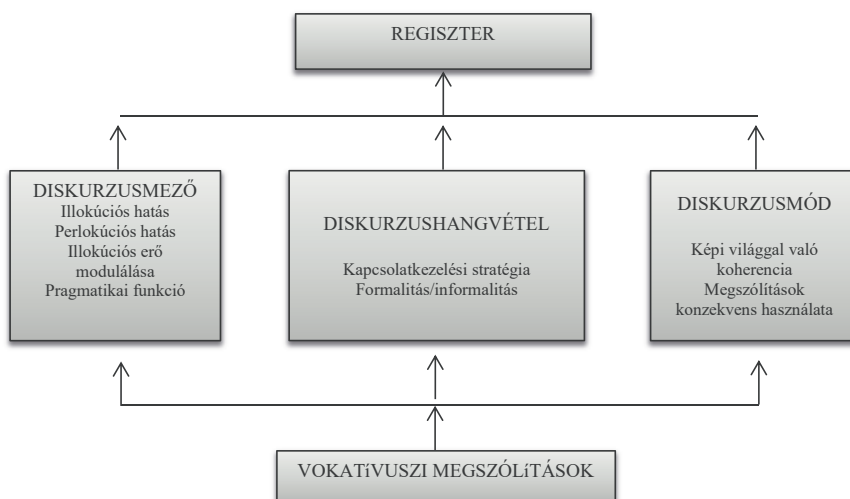 REGISZTER
DISKURZUSMEZŐ
Illokúciós hatás
Perlokúciós hatás
Illokúciós erő
modulálása
Pragmatikai funkció
DISKURZUSHANGVÉTEL
Kapcsolatkezelési stratégia
Formalitás/informalitás
DISKURZUSMÓD
Képi világgal való
koherencia
Megszólítások
konzekvens használata
VOKATíVUSZI MEGSZÓLíTÁSOK